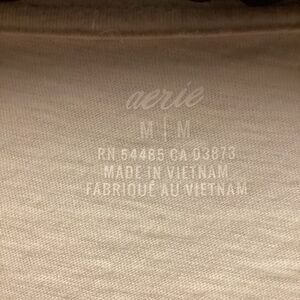 aerie
M | M
RN 54485 CA 03873
MADE IN VIETNAM
FABRIQUÉ AU VIETNAM